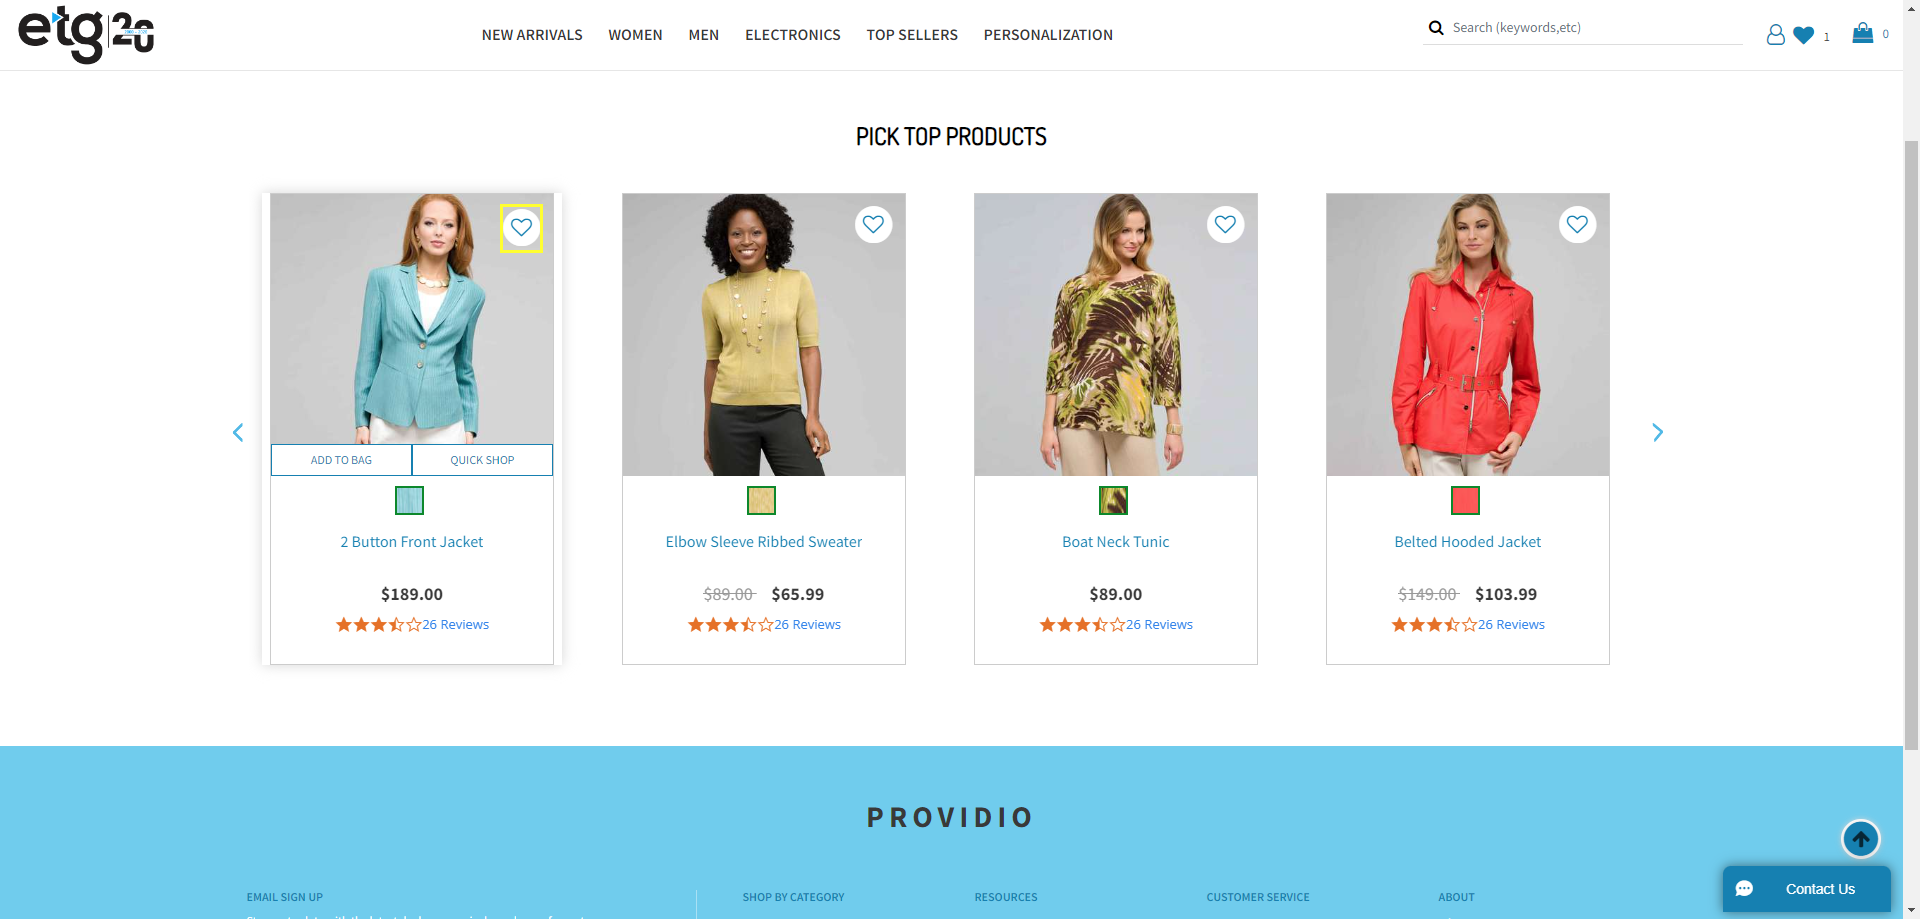 etg 20
2000 - 2020
NEW ARRIVALS WOMEN MEN ELECTRONICS TOP SELLERS PERSONALIZATION
Search (keywords,etc)
1
0
PICK TOP PRODUCTS
ADD TO BAG QUICK SHOP
2 Button Front Jacket
$189.00
26 Reviews
Elbow Sleeve Ribbed Sweater
$89.00 $65.99
26 Reviews
Boat Neck Tunic
$89.00
26 Reviews
Belted Hooded Jacket
$149.00 $103.99
26 Reviews
PROVIDIO
EMAIL SIGN UP
SHOP BY CATEGORY
RESOURCES
CUSTOMER SERVICE
ABOUT
Contact Us